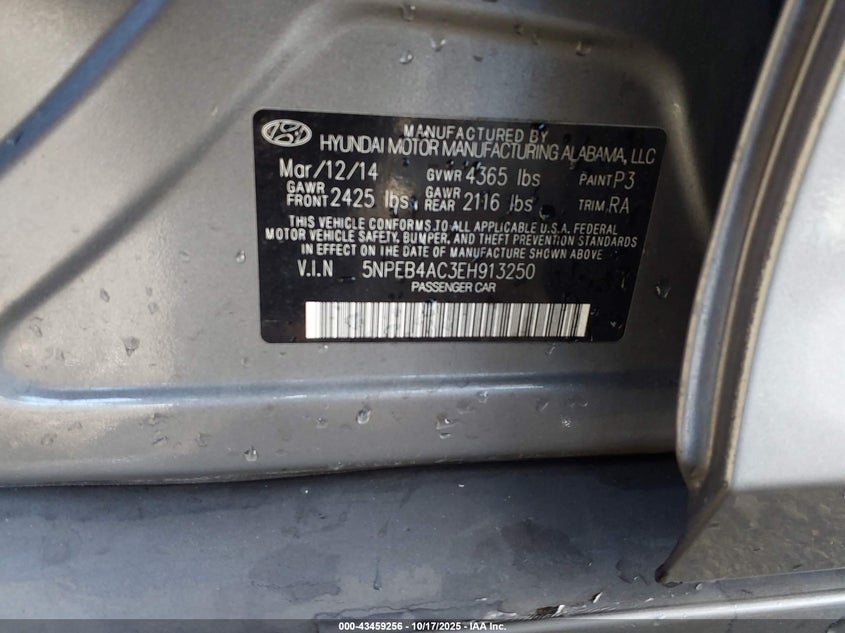 MANUFACTURED BY
HYUNDAI MOTOR MANUFACTURING ALABAMA, LLC
Mar/12/14 GVWR 4365 lbs PAINT P3
GAWR FRONT 2425 lbs GAWR REAR 2116 lbs TRIM RA
THIS VEHICLE CONFORMS TO ALL APPLICABLE U.S.A. FEDERAL
MOTOR VEHICLE SAFETY, BUMPER, AND THEFT PREVENTION STANDARDS
IN EFFECT ON THE DATE OF MANUFACTURE SHOWN ABOVE
V.I.N 5NPEB4AC3EH913250
PASSENGER CAR
000-43459256 - 10/17/2025 - IAA Inc.